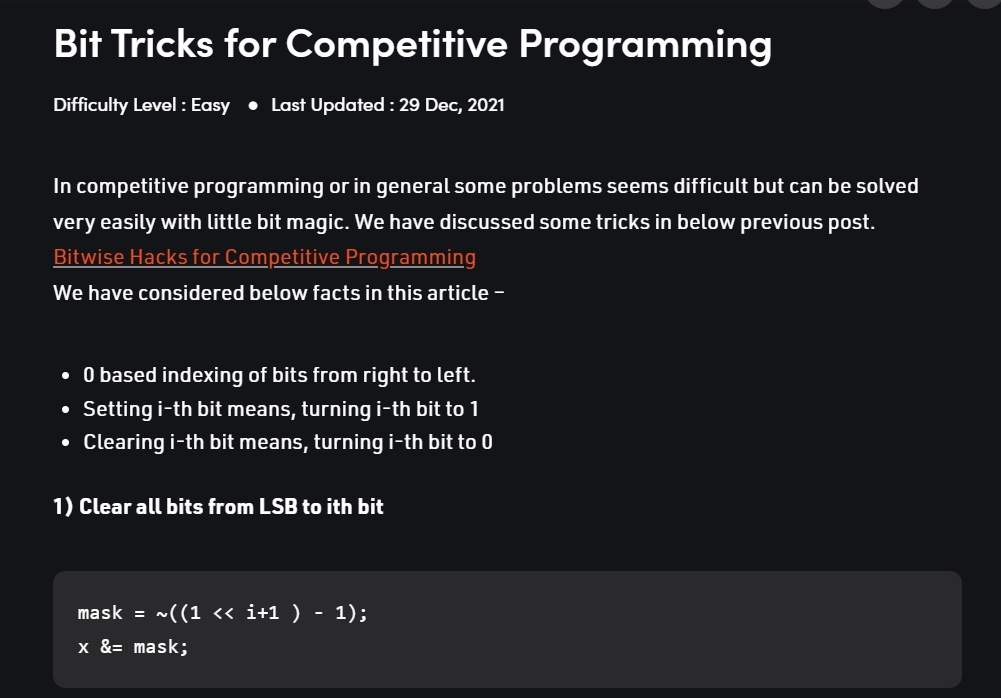 Bit Tricks for Competitive Programming
Difficulty Level : Easy ● Last Updated : 29 Dec, 2021
In competitive programming or in general some problems seems difficult but can be solved
very easily with little bit magic. We have discussed some tricks in below previous post.
Bitwise Hacks for Competitive Programming
We have considered below facts in this article –
• 0 based indexing of bits from right to left.
• Setting i-th bit means, turning i-th bit to 1
• Clearing i-th bit means, turning i-th bit to 0
1) Clear all bits from LSB to ith bit
mask = ~((1 << i+1 ) - 1);
x &= mask;